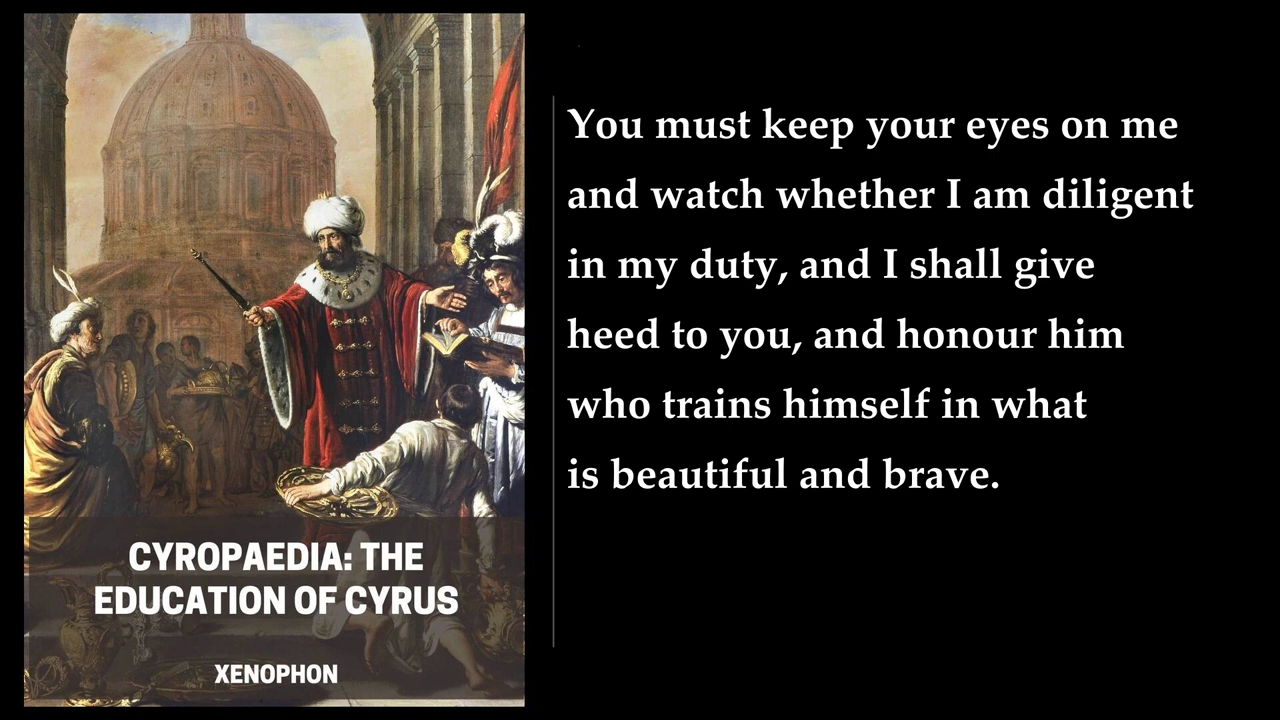 CYROPAEDIA: THE
EDUCATION OF CYRUS
XENOPHON
You must keep your eyes on me
and watch whether I am diligent
in my duty, and I shall give
heed to you, and honour him
who trains himself in what
is beautiful and brave.